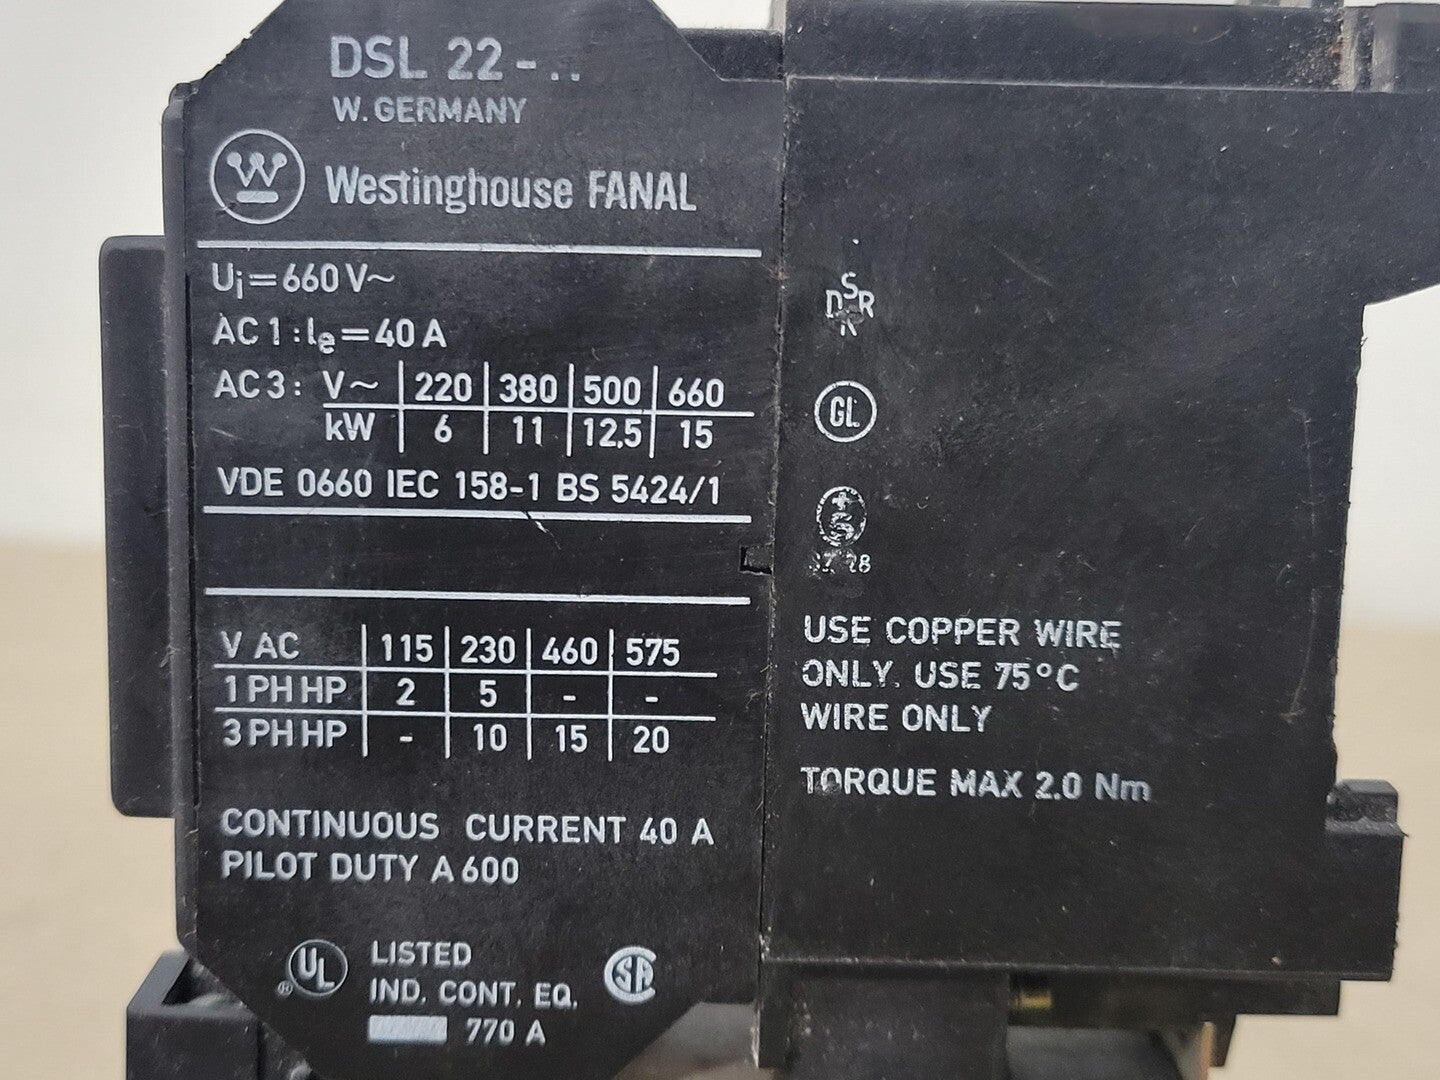 DSL 22-..
W. GERMANY
W Westinghouse FANAL
Ui=660 V~
AC 1 : Ie=40 A
AC 3 : V~ | 220 | 380 | 500 | 660
kW | 6 | 11 | 12,5 | 15
VDE 0660 IEC 158-1 BS 5424/1
V AC | 115 | 230 | 460 | 575
1 PH HP | 2 | 5 | - | -
3 PH HP | - | 10 | 15 | 20
CONTINUOUS CURRENT 40 A
PILOT DUTY A 600
UL ® LISTED
IND. CONT. EQ.
770 A
SA
D S R K
GL
+ S
USE COPPER WIRE
ONLY. USE 75°C
WIRE ONLY
TORQUE MAX 2.0 Nm